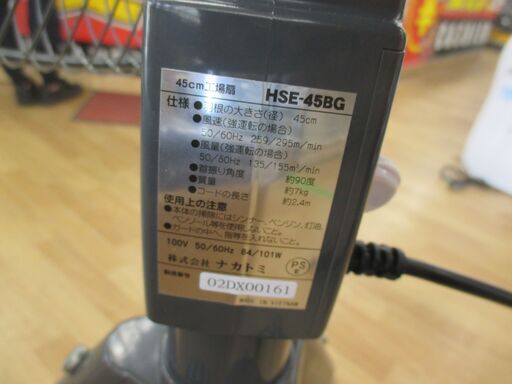 45cm工場扇 HSE-45BG
仕様 ●羽根の大きさ(径) 45cm
●風速(強運転の場合)
50/60Hz 259/295m/min
●風量(強運転の場合)
50/60Hz 135/155m³/min
●首振り角度 約90度
●質量 約7kg
●コードの長さ 約2.4m
使用上の注意
●本体の掃除にはシンナー、ベンジン、灯油、
ベンゾール等を使用しないこと。
●ガードの中へ、指等を入れないこと。
100V 50/60Hz 84/101W
株式会社 ナカトミ PSE
製造番号 02DX00161
MADE IN VIETNAM